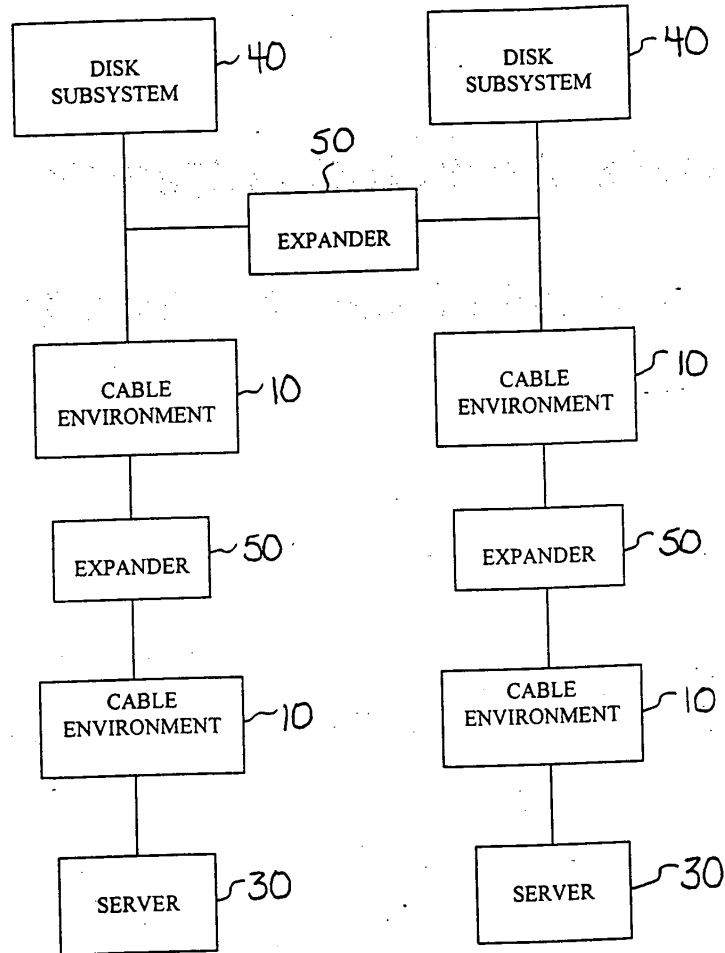 DISK
SUBSYSTEM
40
DISK
SUBSYSTEM
40
50
EXPANDER
CABLE
ENVIRONMENT
10
CABLE
ENVIRONMENT
10
EXPANDER
50
EXPANDER
50
CABLE
ENVIRONMENT
10
CABLE
ENVIRONMENT
10
SERVER
30
SERVER
30